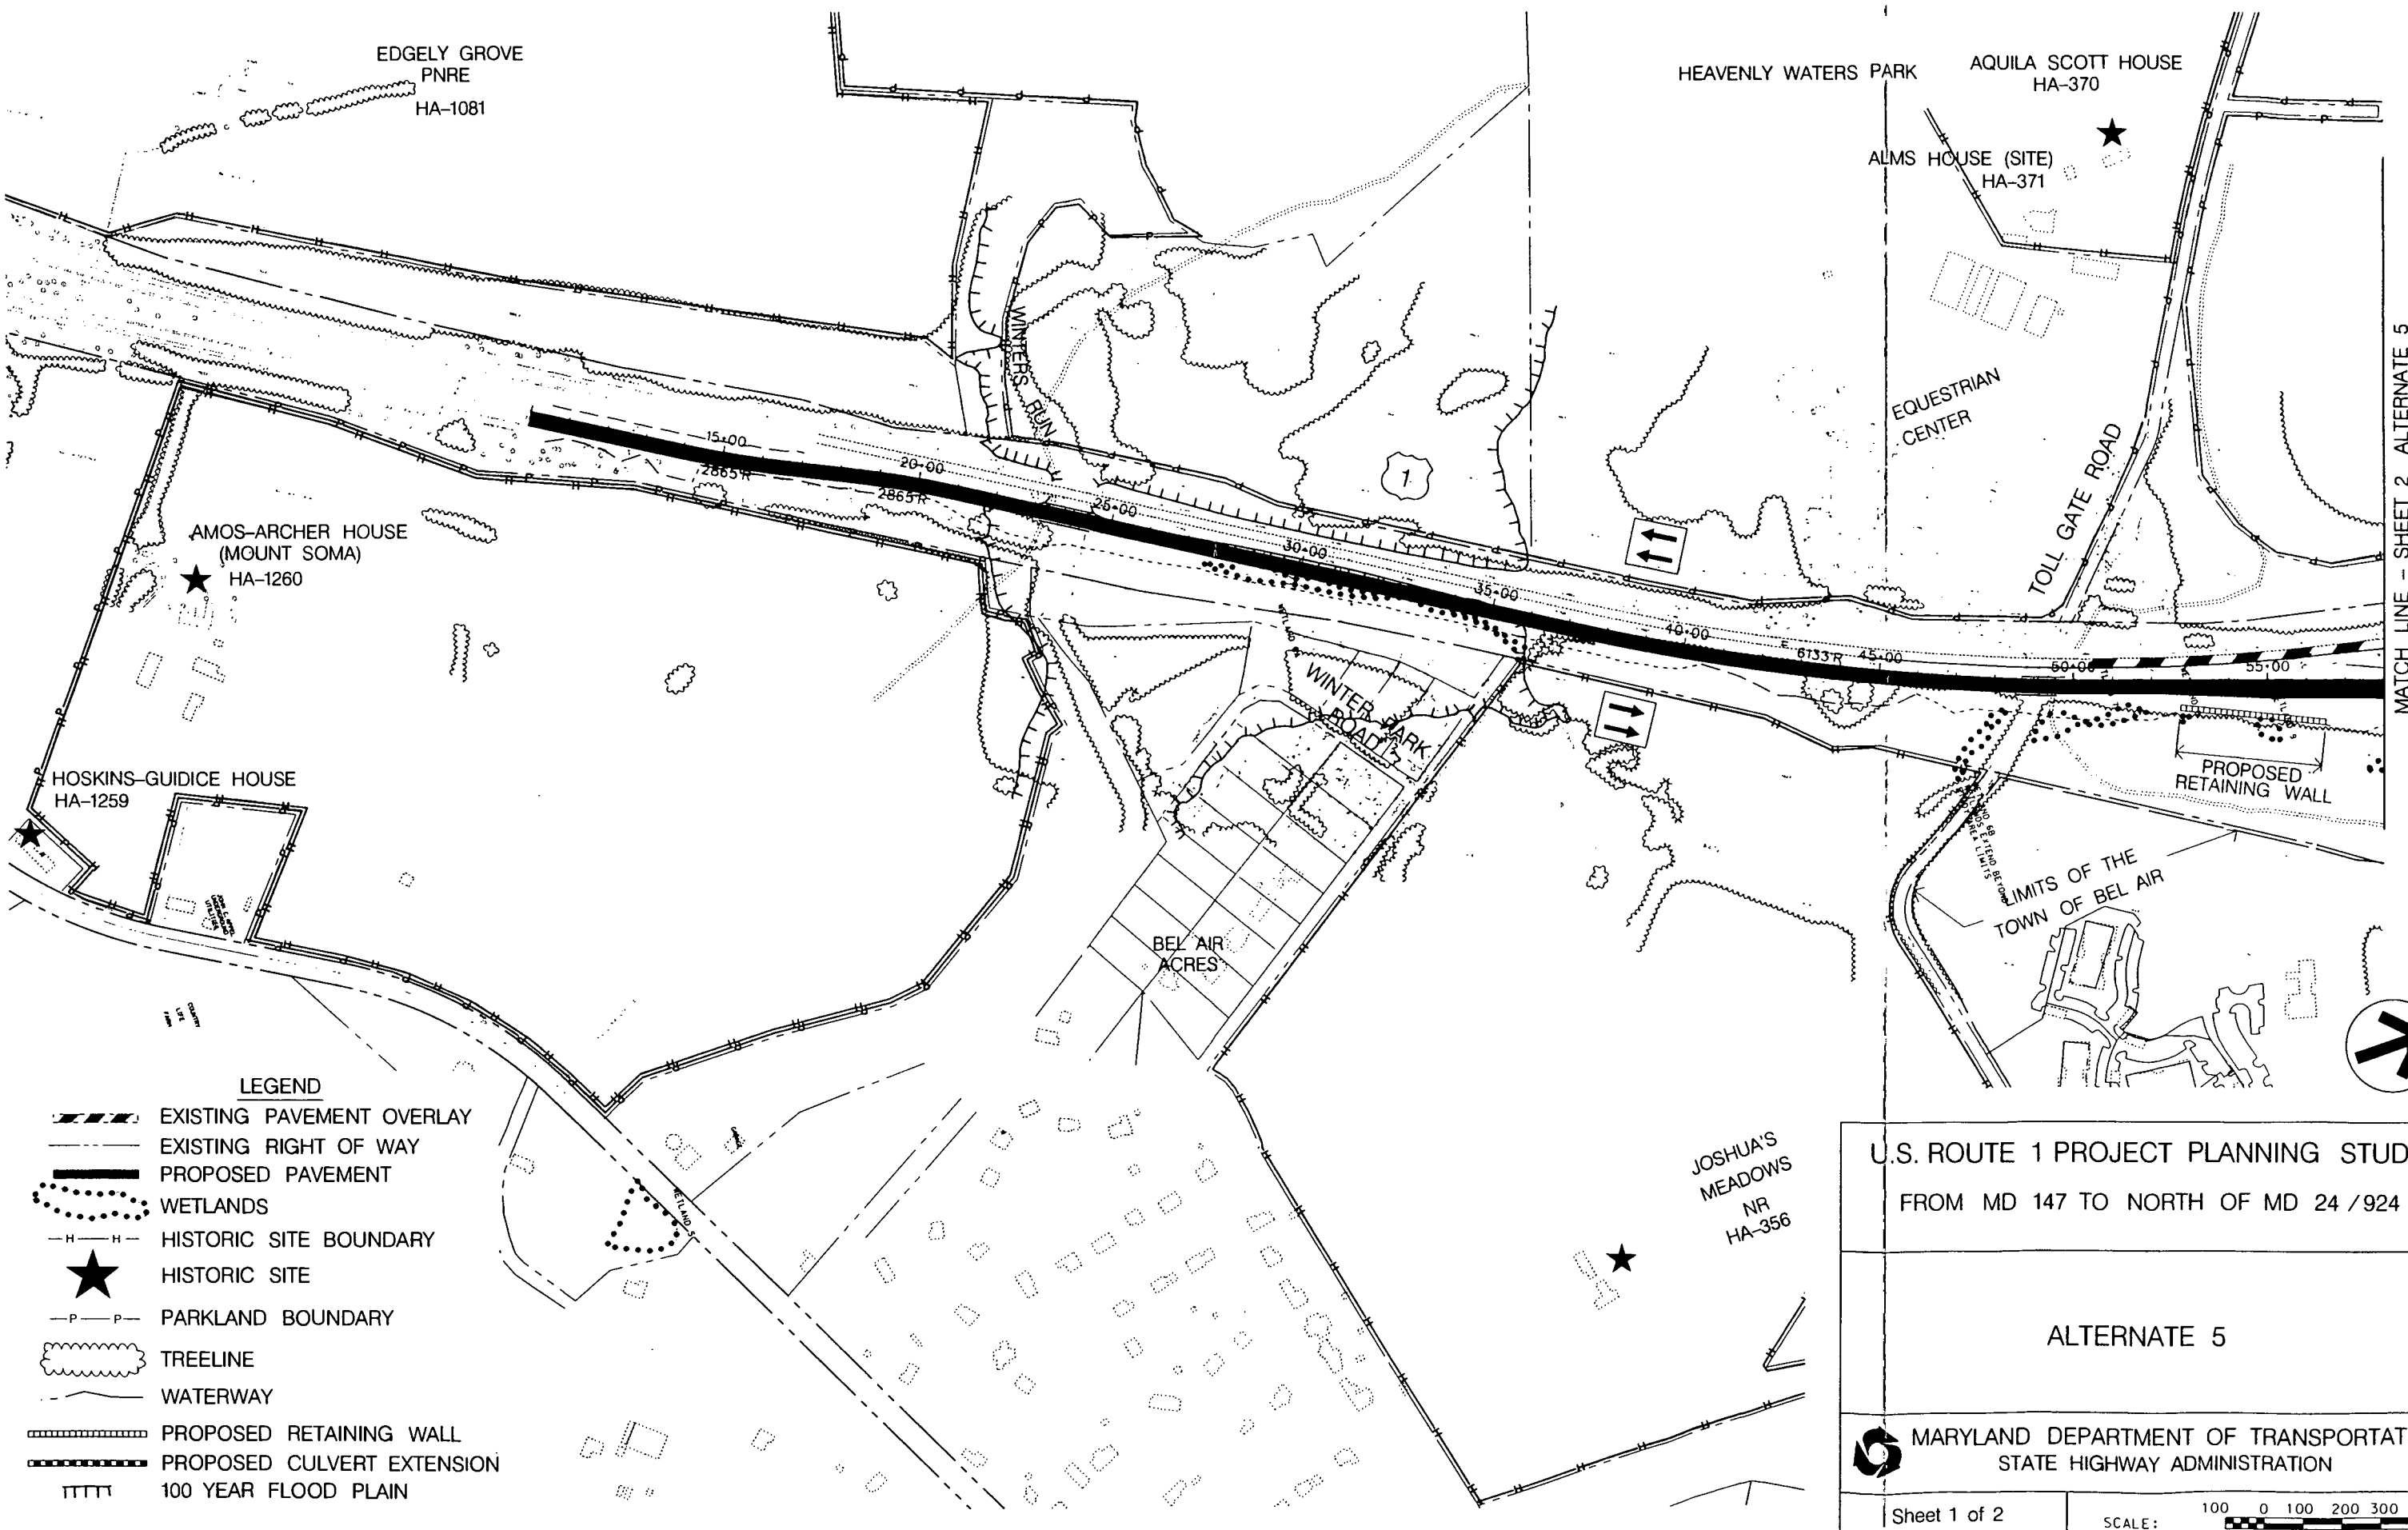 EDGELY GROVE
PNRE
HA-1081
HEAVENLY WATERS PARK
AQUILA SCOTT HOUSE
HA-370
ALMS HOUSE (SITE)
HA-371
WINTERS RUN
1
EQUESTRIAN
CENTER
TOLL GATE ROAD
MATCH LINE - SHEET 2 ALTERNATE 5
15+00
2865'R
20+00
2865'R
25+00
30+00
35+00
40+00
6133'R
45+00
50+00
55+00
AMOS-ARCHER HOUSE
(MOUNT SOMA)
HA-1260
HOSKINS-GUIDICE HOUSE
HA-1259
WINTER PARK
ROAD
PROPOSED
RETAINING WALL
LIMITS OF THE
TOWN OF BEL AIR
BEL AIR
ACRES
COUNTRY
LIFE
FARM
WETLAND 5
JOSHUA'S
MEADOWS
NR
HA-356
LEGEND
EXISTING PAVEMENT OVERLAY
EXISTING RIGHT OF WAY
PROPOSED PAVEMENT
WETLANDS
HISTORIC SITE BOUNDARY
HISTORIC SITE
PARKLAND BOUNDARY
TREELINE
WATERWAY
PROPOSED RETAINING WALL
PROPOSED CULVERT EXTENSION
100 YEAR FLOOD PLAIN
U.S. ROUTE 1 PROJECT PLANNING STUD
FROM MD 147 TO NORTH OF MD 24 /924
ALTERNATE 5
MARYLAND DEPARTMENT OF TRANSPORTAT
STATE HIGHWAY ADMINISTRATION
Sheet 1 of 2
SCALE:
100 0 100 200 300